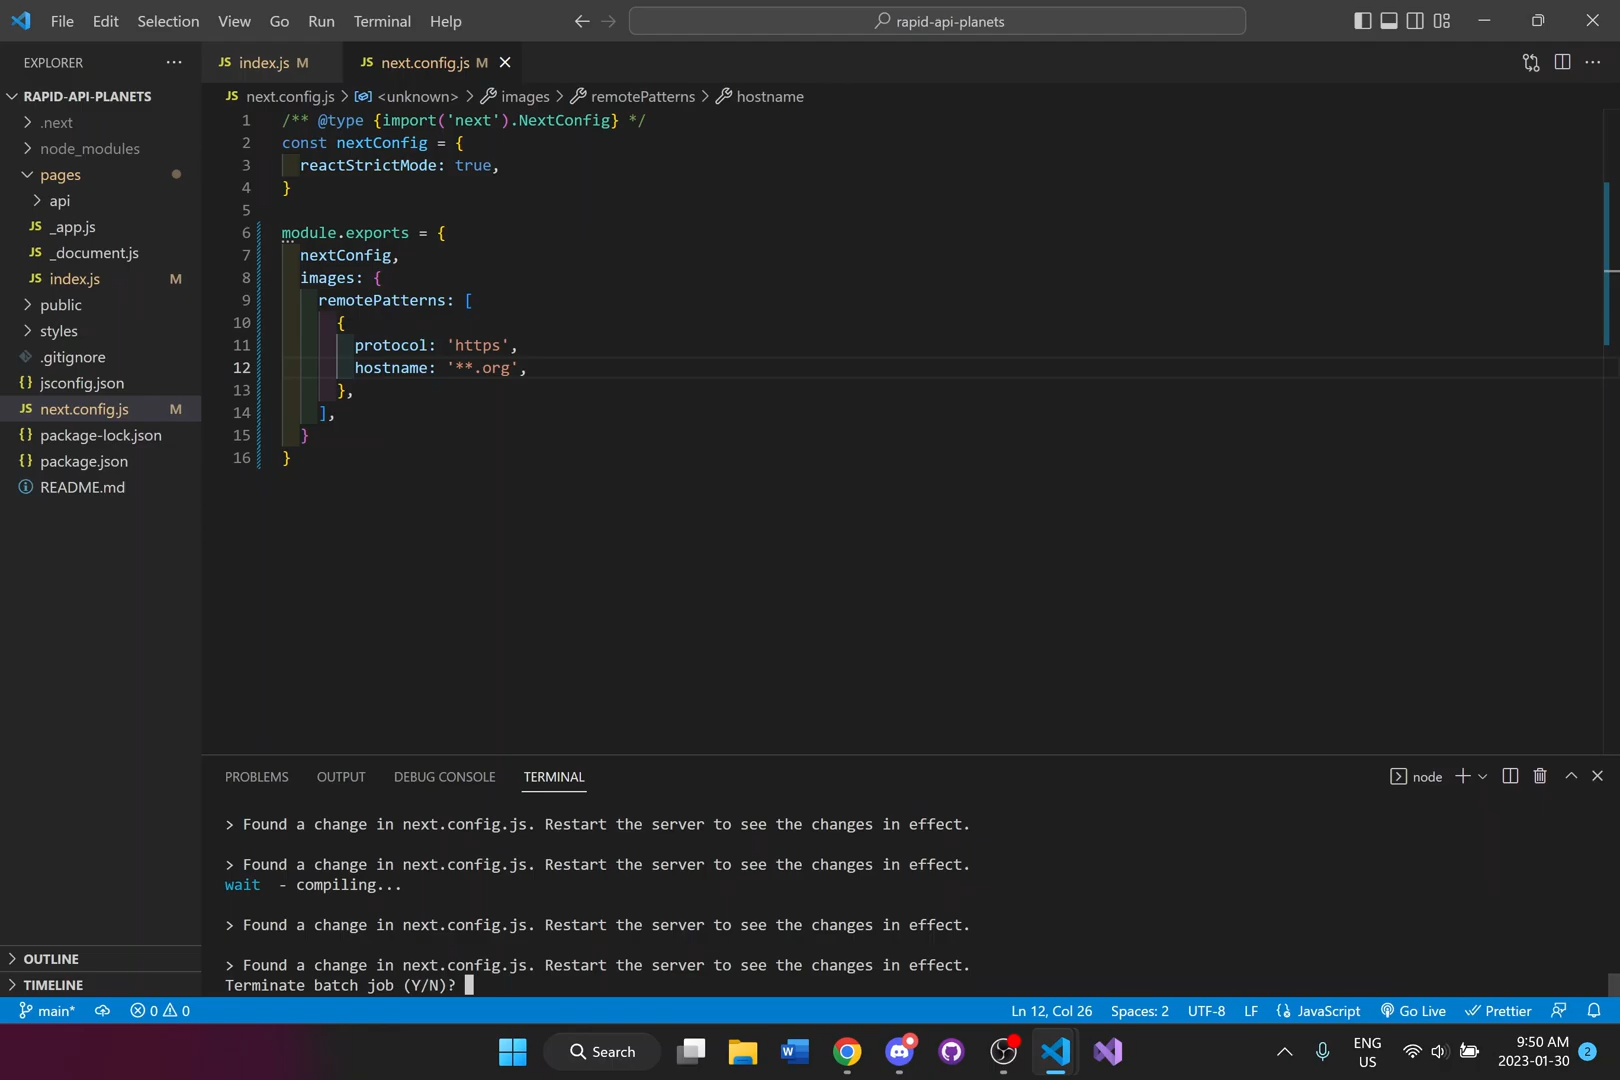 File Edit Selection View Go Run Terminal Help
rapid-api-planets
EXPLORER
JS index.js M
JS next.config.js M
RAPID-API-PLANETS
.next
node_modules
pages
api
JS _app.js
JS _document.js
JS index.js M
public
styles
.gitignore
{} jsconfig.json
JS next.config.js M
{} package-lock.json
{} package.json
README.md
OUTLINE
TIMELINE
JS next.config.js > <unknown> > images > remotePatterns > hostname
1 /** @type {import('next').NextConfig} */
2 const nextConfig = {
3 reactStrictMode: true,
4 }
5
6 module.exports = {
7 nextConfig,
8 images: {
9 remotePatterns: [
10 {
11 protocol: 'https',
12 hostname: '**.org',
13 },
14 ],
15 }
16 }
PROBLEMS OUTPUT DEBUG CONSOLE TERMINAL
node
> Found a change in next.config.js. Restart the server to see the changes in effect.
> Found a change in next.config.js. Restart the server to see the changes in effect.
wait - compiling...
> Found a change in next.config.js. Restart the server to see the changes in effect.
> Found a change in next.config.js. Restart the server to see the changes in effect.
Terminate batch job (Y/N)?
main* 0 0 Ln 12, Col 26 Spaces: 2 UTF-8 LF {} JavaScript Go Live Prettier
Search
ENG
US
9:50 AM
2023-01-30
2